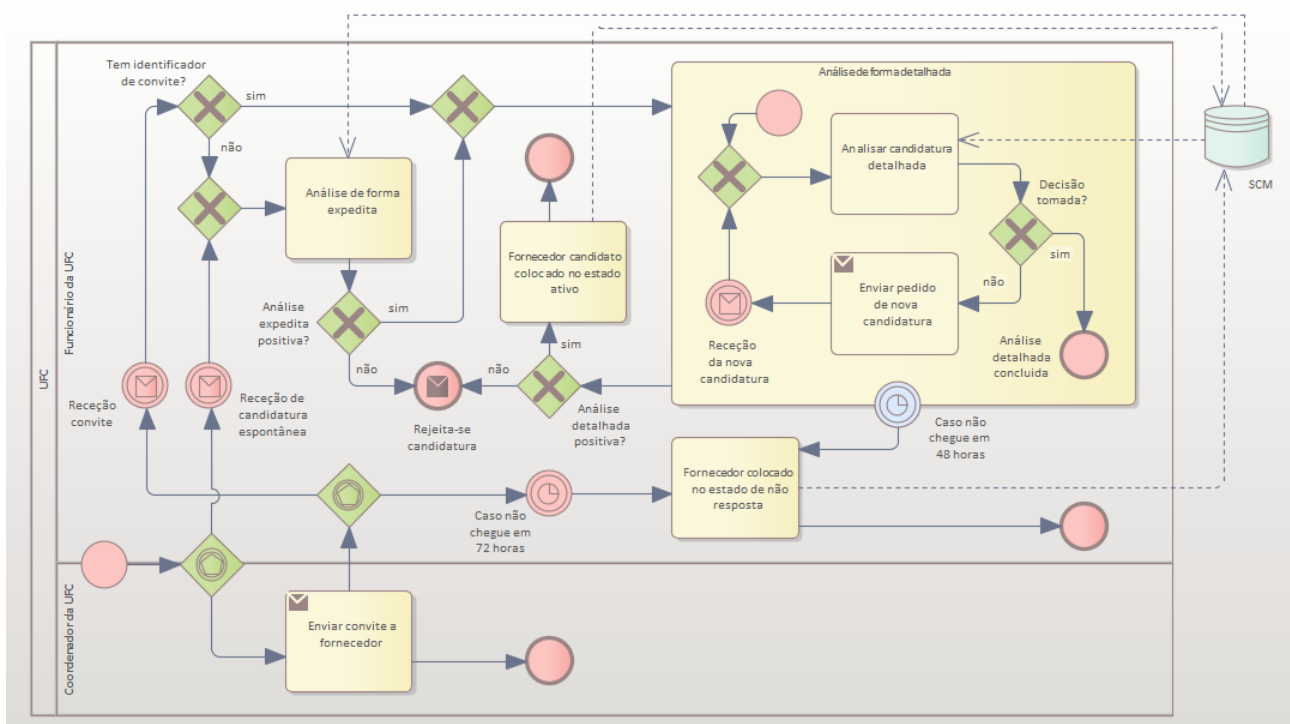 UFC
Funcionário da UFC
Coordenador da UFC
Tem identificador
de convite?
sim
não
Análise de forma
expedita
Análise
expedita
positiva?
sim
não
Rejeita-se
candidatura
Fornecedor candidato
colocado no estado
ativo
sim
não
Análise
detalhada
positiva?
Análise de forma detalhada
Analisar candidatura
detalhada
Decisão
tomada?
sim
não
Enviar pedido
de nova
candidatura
Receção
da nova
candidatura
Análise
detalhada
concluida
SCM
Receção
convite
Receção de
candidatura
espontânea
Caso não
chegue em
48 horas
Fornecedor colocado
no estado de não
resposta
Caso não
chegue em
72 horas
Enviar convite a
fornecedor